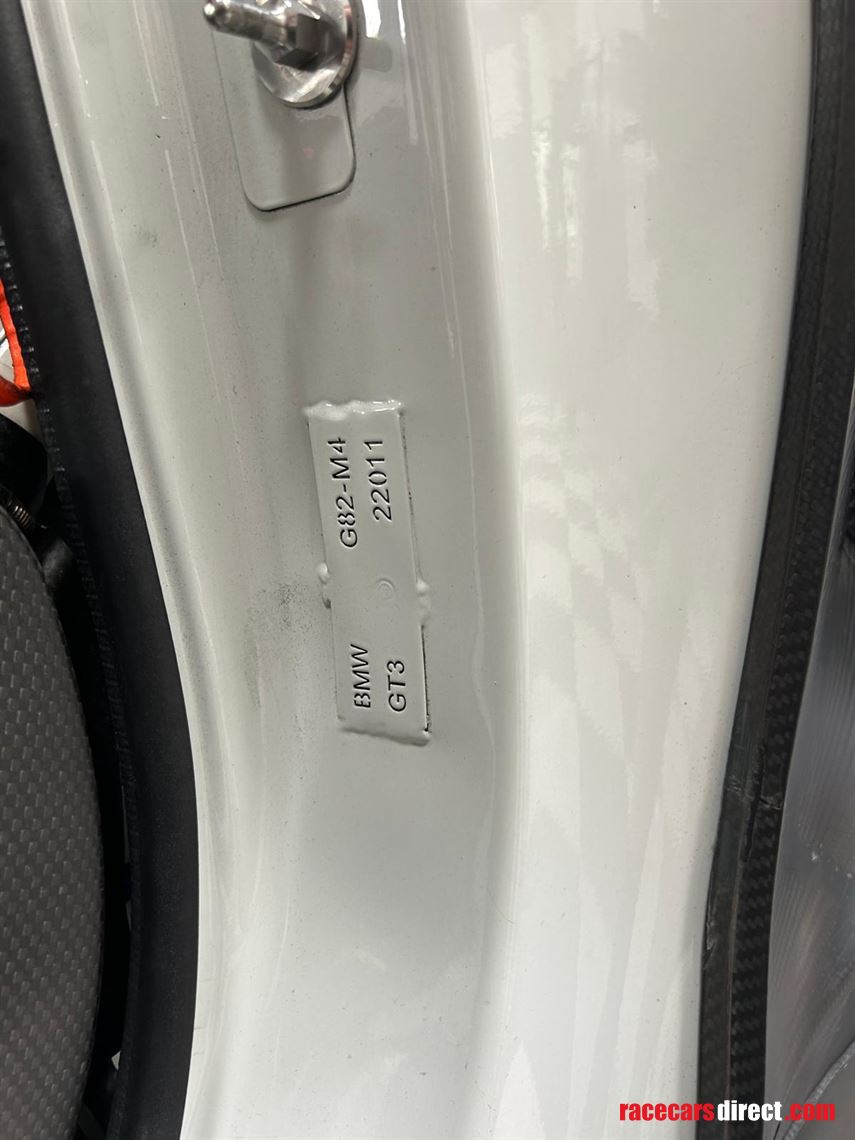 BMW G82-M4
GT3 22011
racecarsdirect.com